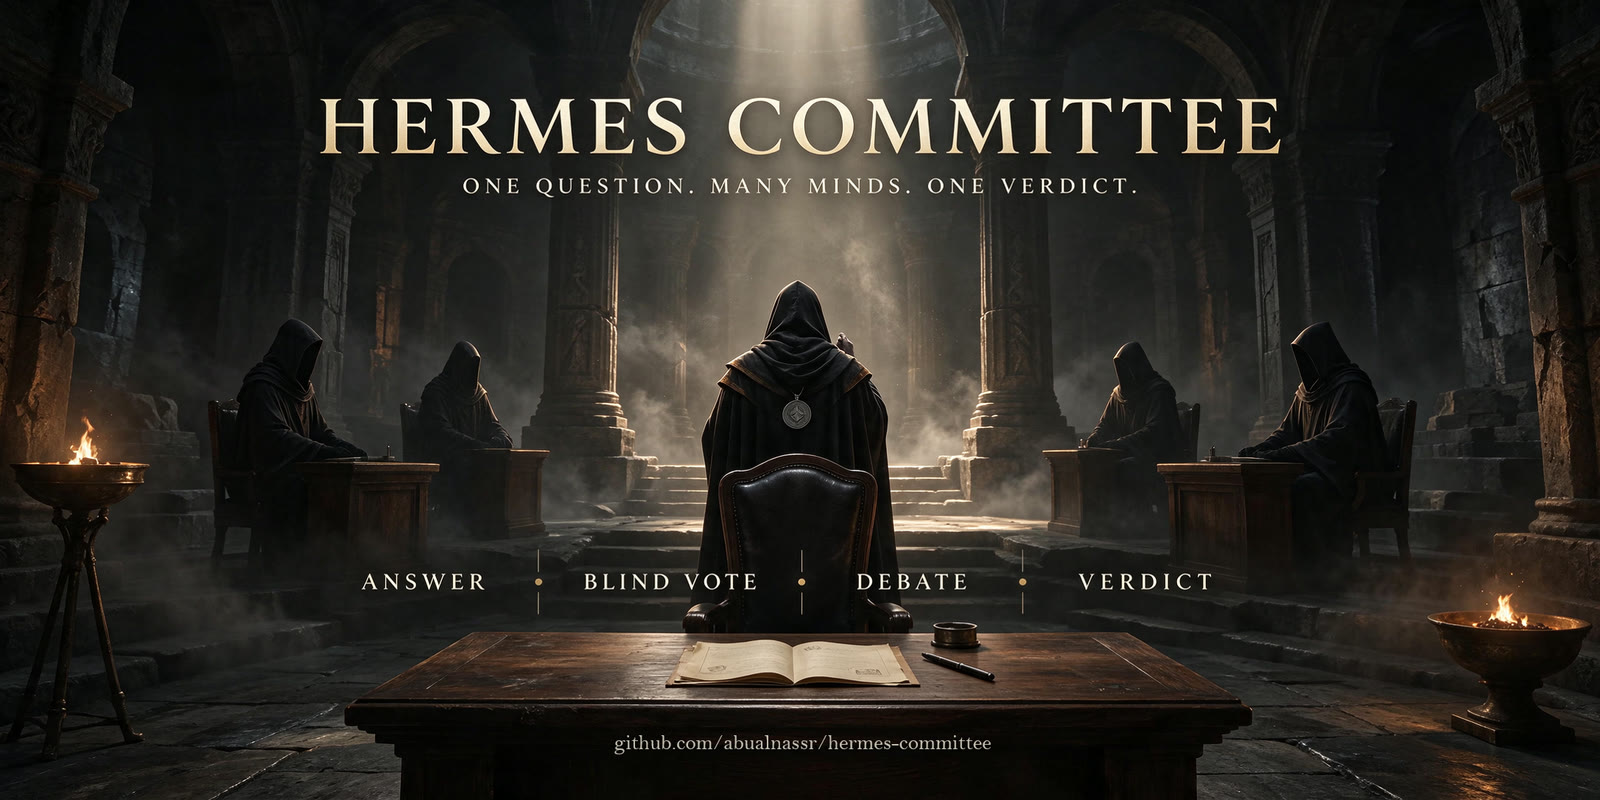 HERMES COMMITTEE
ONE QUESTION. MANY MINDS. ONE VERDICT.
ANSWER BLIND VOTE DEBATE VERDICT
github.com/abualnassr/hermes-committee